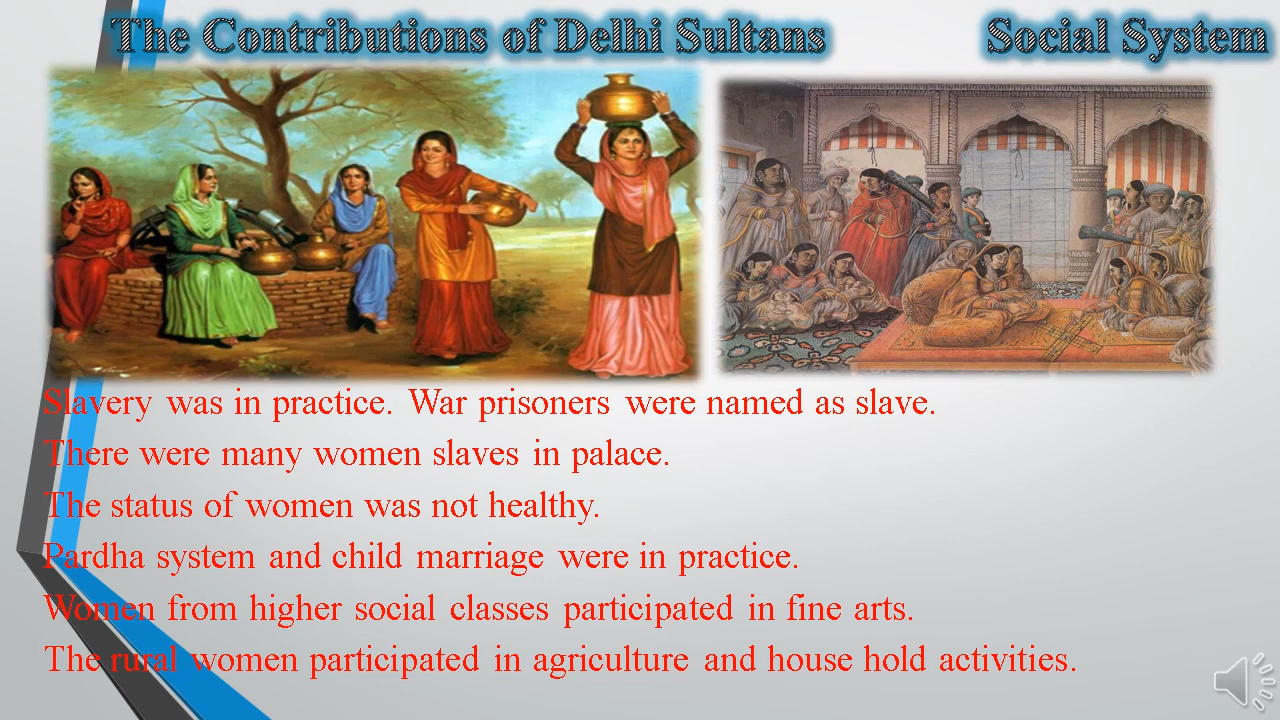 The Contributions of Delhi Sultans Social System
Slavery was in practice. War prisoners were named as slave.
There were many women slaves in palace.
The status of women was not healthy.
Pardha system and child marriage were in practice.
Women from higher social classes participated in fine arts.
The rural women participated in agriculture and house hold activities.